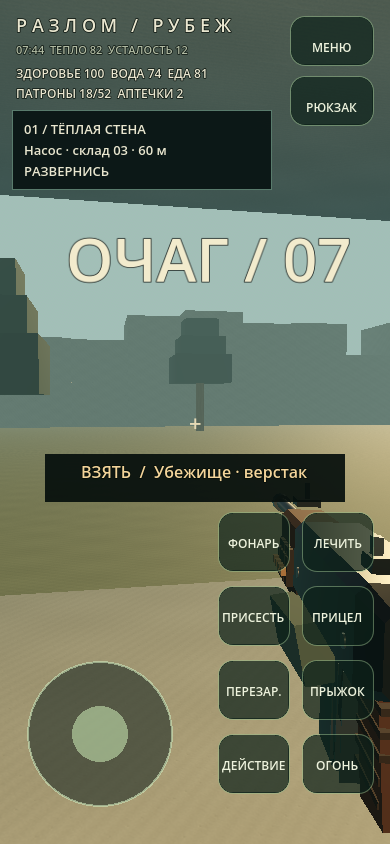 РАЗЛОМ / РУБЕЖ
07:44 ТЕПЛО 82 УСТАЛОСТЬ 12
ЗДОРОВЬЕ 100 ВОДА 74 ЕДА 81
ПАТРОНЫ 18/52 АПТЕЧКИ 2
МЕНЮ
РЮКЗАК
01 / ТЁПЛАЯ СТЕНА
Насос · склад 03 · 60 м
РАЗВЕРНИСЬ
ОЧАГ / 07
ВЗЯТЬ / Убежище · верстак
ФОНАРЬ
ЛЕЧИТЬ
ПРИСЕСТЬ
ПРИЦЕЛ
ПЕРЕЗАР.
ПРЫЖОК
ДЕЙСТВИЕ
ОГОНЬ